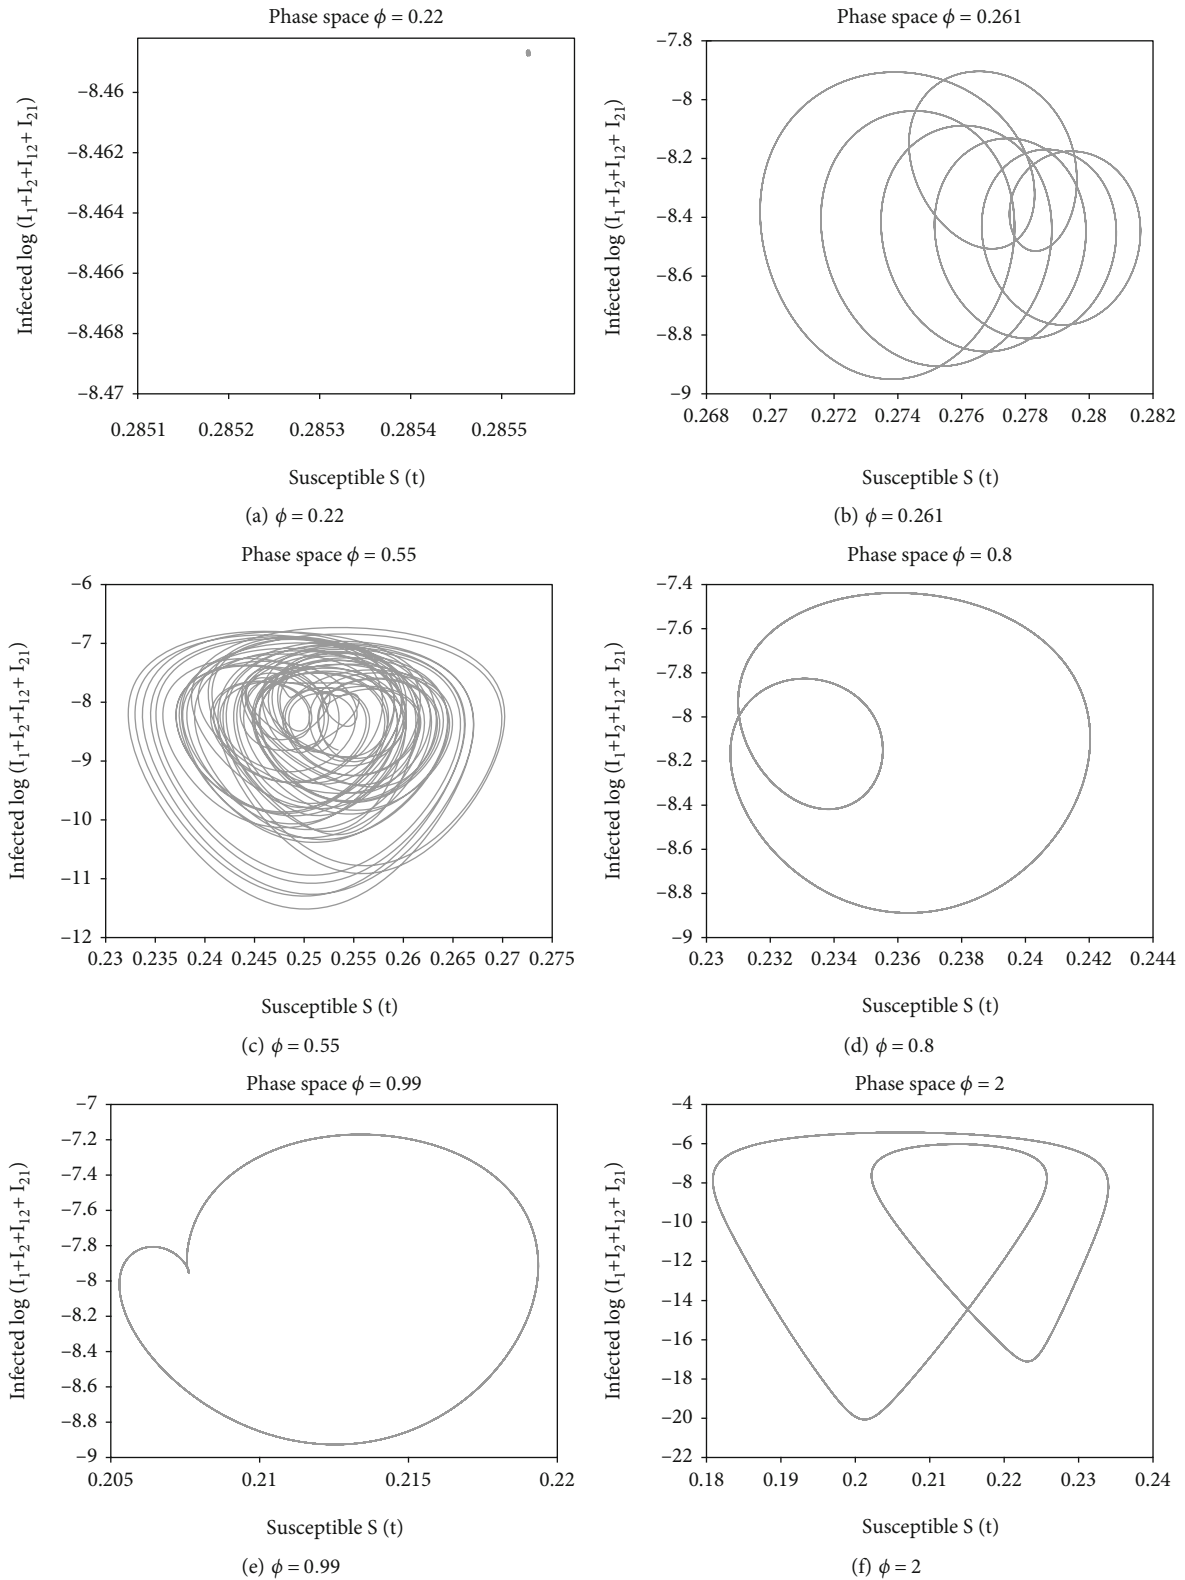 Phase space ϕ = 0.22
Infected log (I1+I2+I12+ I21)
−8.46
−8.462
−8.464
−8.466
−8.468
−8.47
0.2851 0.2852 0.2853 0.2854 0.2855
Susceptible S (t)
(a) ϕ = 0.22
Phase space ϕ = 0.261
Infected log (I1+I2+I12+ I21)
−7.8
−8
−8.2
−8.4
−8.6
−8.8
−9
0.268 0.27 0.272 0.274 0.276 0.278 0.28 0.282
Susceptible S (t)
(b) ϕ = 0.261
Phase space ϕ = 0.55
Infected log (I1+I2+I12+ I21)
−6
−7
−8
−9
−10
−11
−12
0.23 0.235 0.24 0.245 0.25 0.255 0.26 0.265 0.27 0.275
Susceptible S (t)
(c) ϕ = 0.55
Phase space ϕ = 0.8
Infected log (I1+I2+I12+ I21)
−7.4
−7.6
−7.8
−8
−8.2
−8.4
−8.6
−8.8
−9
0.23 0.232 0.234 0.236 0.238 0.24 0.242 0.244
Susceptible S (t)
(d) ϕ = 0.8
Phase space ϕ = 0.99
Infected log (I1+I2+I12+ I21)
−7
−7.2
−7.4
−7.6
−7.8
−8
−8.2
−8.4
−8.6
−8.8
−9
0.205 0.21 0.215 0.22
Susceptible S (t)
(e) ϕ = 0.99
Phase space ϕ = 2
Infected log (I1+I2+I12+ I21)
−4
−6
−8
−10
−12
−14
−16
−18
−20
−22
0.18 0.19 0.2 0.21 0.22 0.23 0.24
Susceptible S (t)
(f) ϕ = 2